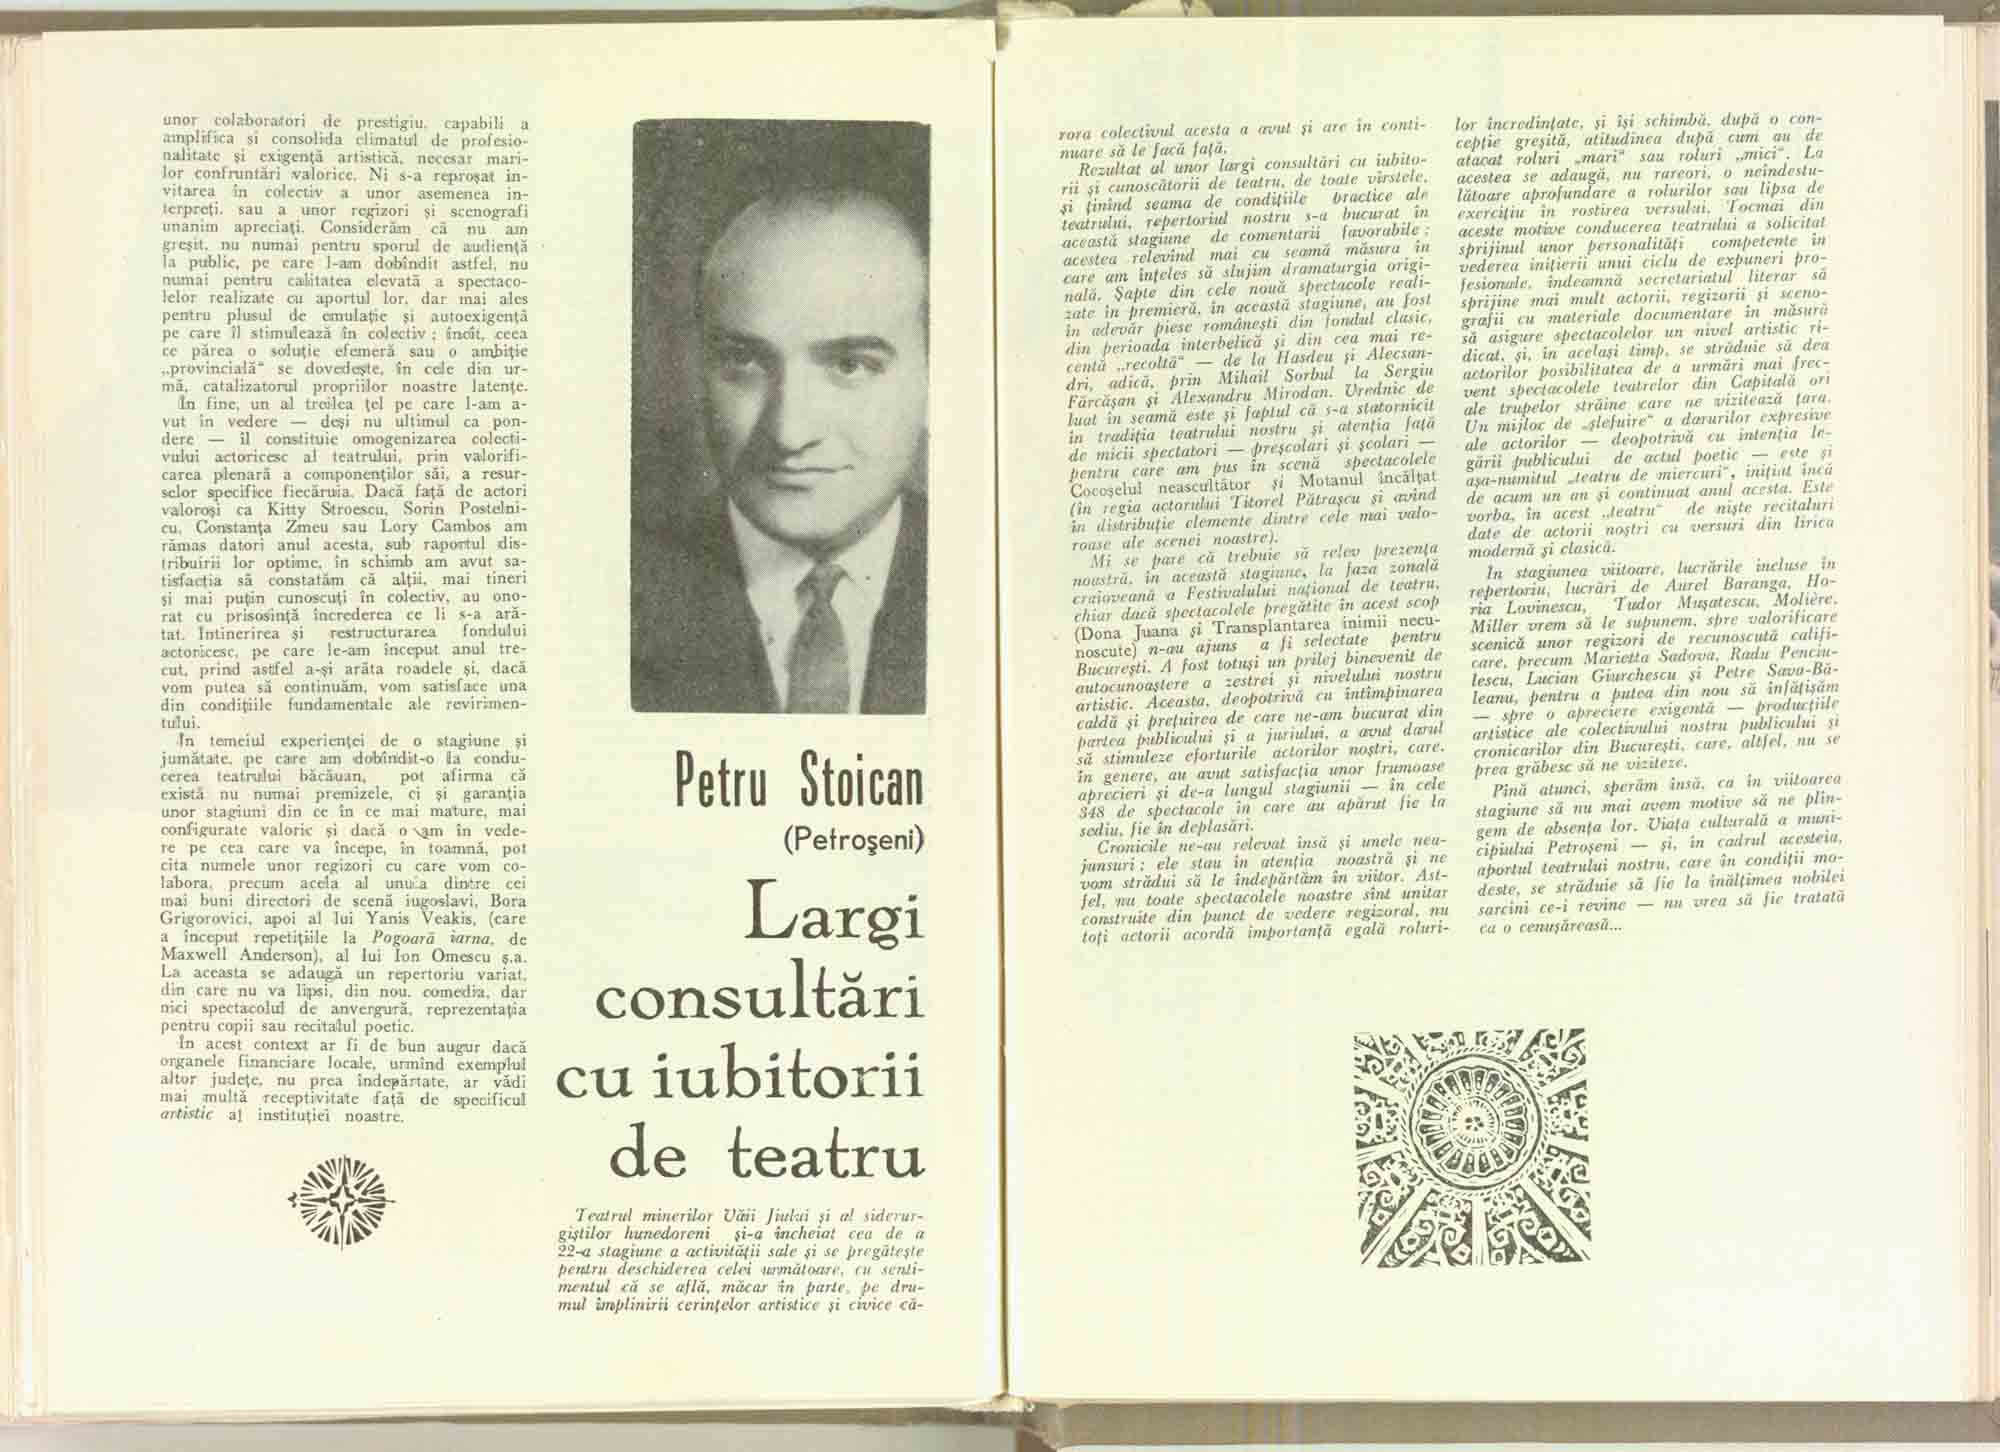 unor colaboratori de prestigiu, capabili a
amplifica si consolida climatul de profesio-
nalitate și exigență artistică, necesar mari-
lor confruntări valorice. Ni s-a reproșat in-
vitarea în colectiv a unor asemenea in-
terpreți, sau a unor regizori și scenografi
unanim apreciați. Considerăm că nu am
greșit, nu numai pentru sporul de audiență
la public, pe care l-am dobîndit astfel, nu
numai pentru calitatea elevată a spectaco-
lelor realizate cu aportul lor, dar mai ales
pentru plusul de emulație și autoexigență
pe care îl stimulează în colectiv ; încît, ceea
ce părea o soluție efemeră sau o ambiție
„provincială“ se dovedește, în cele din ur-
mă, catalizatorul propriilor noastre latențe.
În fine, un al treilea țel pe care l-am a-
vut în vedere — deși nu ultimul ca pon-
dere — îl constituie omogenizarea colecti-
vului actoricesc al teatrului, prin valorifi-
carea plenară a componenților săi, a resur-
selor specifice fiecăruia. Dacă față de actori
valoroși ca Kitty Stroescu, Sorin Postelni-
cu, Constanța Zmeu sau Lory Cambos am
rămas datori anul acesta, sub raportul dis-
tribuirii lor optime, în schimb am avut sa-
tisfacția să constatăm că alții, mai tineri
și mai puțin cunoscuți în colectiv, au ono-
rat cu prisosință încrederea ce li s-a ară-
tat. Întinerirea și restructurarea fondului
actoricesc, pe care le-am început anul tre-
cut, prind astfel a-și arăta roadele și, dacă
vom putea să continuăm, vom satisface una
din condițiile fundamentale ale revirimen-
tului.
În temeiul experienței de o stagiune și
jumătate, pe care am dobîndit-o la condu-
cerea teatrului băcăuan, pot afirma că
există nu numai premizele, ci și garanția
unor stagiuni din ce în ce mai mature, mai
configurate valoric și dacă o am în vede-
re pe cea care va începe, în toamnă, pot
cita numele unor regizori cu care vom co-
labora, precum acela al unuia dintre cei
mai buni directori de scenă iugoslavi, Bora
Grigorovici, apoi al lui Yanis Veakis, (care
a început repetițiile la Pogoară iarna, de
Maxwell Anderson), al lui Ion Omescu ș.a.
La aceasta se adaugă un repertoriu variat,
din care nu va lipsi, din nou, comedia, dar
nici spectacolul de anvergură, reprezentația
pentru copii sau recitalul poetic.
În acest context ar fi de bun augur dacă
organele financiare locale, urmînd exemplul
altor județe, nu prea îndepărtate, ar vădi
mai multă receptivitate față de specificul
artistic al instituției noastre.
Petru Stoican
(Petroșeni)
Largi
consultări
cu iubitorii
de teatru
Teatrul minerilor Văii Jiului și al siderur-
giștilor hunedoreni și-a încheiat cea de a
22-a stagiune a activității sale și se pregătește
pentru deschiderea celei următoare, cu senti-
mentul că se află, măcar în parte, pe dru-
mul împlinirii cerințelor artistice și civice că-
rora colectivul acesta a avut și are în conti-
nuare să le facă față.
Rezultat al unor largi consultări cu iubito-
rii și cunoscătorii de teatru, de toate vîrstele,
și ținînd seama de condițiile practice ale
teatrului, repertoriul nostru s-a bucurat în
această stagiune de comentarii favorabile ;
acestea relevînd mai cu seamă măsura în
care am înțeles să slujim dramaturgia origi-
nală. Șapte din cele nouă spectacole reali-
zate în premieră, în această stagiune, au fost
în adevăr piese românești din fondul clasic,
din perioada interbelică și din cea mai re-
centă „recoltă“ — de la Hasdeu și Alecsan-
dri, adică, prin Mihail Sorbul la Sergiu
Fărcășan și Alexandru Mirodan. Vrednic de
luat în seamă este și faptul că s-a statornicit
în tradiția teatrului nostru și atenția față
de micii spectatori — preșcolari și școlari —
pentru care am pus în scenă spectacolele
Cocoșelul neascultător și Motanul încălțat
(în regia actorului Titorel Pătrașcu și avînd
în distribuție elemente dintre cele mai valo-
roase ale scenei noastre).
Mi se pare că trebuie să relev prezența
noastră, în această stagiune, la faza zonală
craioveană a Festivalului național de teatru,
chiar dacă spectacolele pregătite în acest scop
(Dona Juana și Transplantarea inimii necu-
noscute) n-au ajuns a fi selectate pentru
București. A fost totuși un prilej binevenit de
autocunoaștere a zestrei și nivelului nostru
artistic. Aceasta, deopotrivă cu întîmpinarea
caldă și prețuirea de care ne-am bucurat din
partea publicului și a juriului, a avut darul
să stimuleze eforturile actorilor noștri, care,
în genere, au avut satisfacția unor frumoase
aprecieri și de-a lungul stagiunii — în cele
348 de spectacole în care au apărut fie la
sediu, fie în deplasări.
Cronicile ne-au relevat însă și unele nea-
junsuri ; ele stau în atenția noastră și ne
vom strădui să le îndepărtăm în viitor. Ast-
fel, nu toate spectacolele noastre sînt unitar
construite din punct de vedere regizoral, nu
toți actorii acordă importanță egală roluri-
lor încredințate, și își schimbă, după o con-
cepție greșită, atitudinea după cum au de
atacat roluri „mari“ sau roluri „mici“. La
acestea se adaugă, nu rareori, o neîndestu-
lătoare aprofundare a rolurilor sau lipsa de
exercițiu în rostirea versului. Tocmai din
aceste motive conducerea teatrului a solicitat
sprijinul unor personalități competente în
vederea inițierii unui ciclu de expuneri pro-
fesionale, îndeamnă secretariatul literar să
sprijine mai mult actorii, regizorii și sceno-
grafii cu materiale documentare în măsură
să asigure spectacolelor un nivel artistic ri-
dicat, și, în același timp, se străduie să dea
actorilor posibilitatea de a urmări mai frec-
vent spectacolele teatrelor din Capitală ori
ale trupelor străine care ne vizitează țara.
Un mijloc de „șlefuire“ a darurilor expresive
ale actorilor — deopotrivă cu intenția le-
gării publicului de actul poetic — este și
așa-numitul „teatru de miercuri“, inițiat încă
de acum un an și continuat anul acesta. Este
vorba, în acest „teatru“ de niște recitaluri
date de actorii noștri cu versuri din lirica
modernă și clasică.
În stagiunea viitoare, lucrările incluse în
repertoriu, lucrări de Aurel Baranga, Ho-
ria Lovinescu, Tudor Mușatescu, Molière,
Miller vrem să le supunem, spre valorificare
scenică unor regizori de recunoscută califi-
care, precum Marietta Sadova, Radu Penciu-
lescu, Lucian Giurchescu și Petre Sava-Bă-
leanu, pentru a putea din nou să înfățișăm
— spre o apreciere exigentă — producțiile
artistice ale colectivului nostru publicului și
cronicarilor din București, care, altfel, nu se
prea grăbesc să ne viziteze.
Pînă atunci, sperăm însă, ca în viitoarea
stagiune să nu mai avem motive să ne plîn-
gem de absența lor. Viața culturală a muni-
cipiului Petroșeni — și, în cadrul acesteia,
aportul teatrului nostru, care în condiții mo-
deste, se străduie să fie la înălțimea nobilei
sarcini ce-i revine — nu vrea să fie tratată
ca o cenușăreasă...